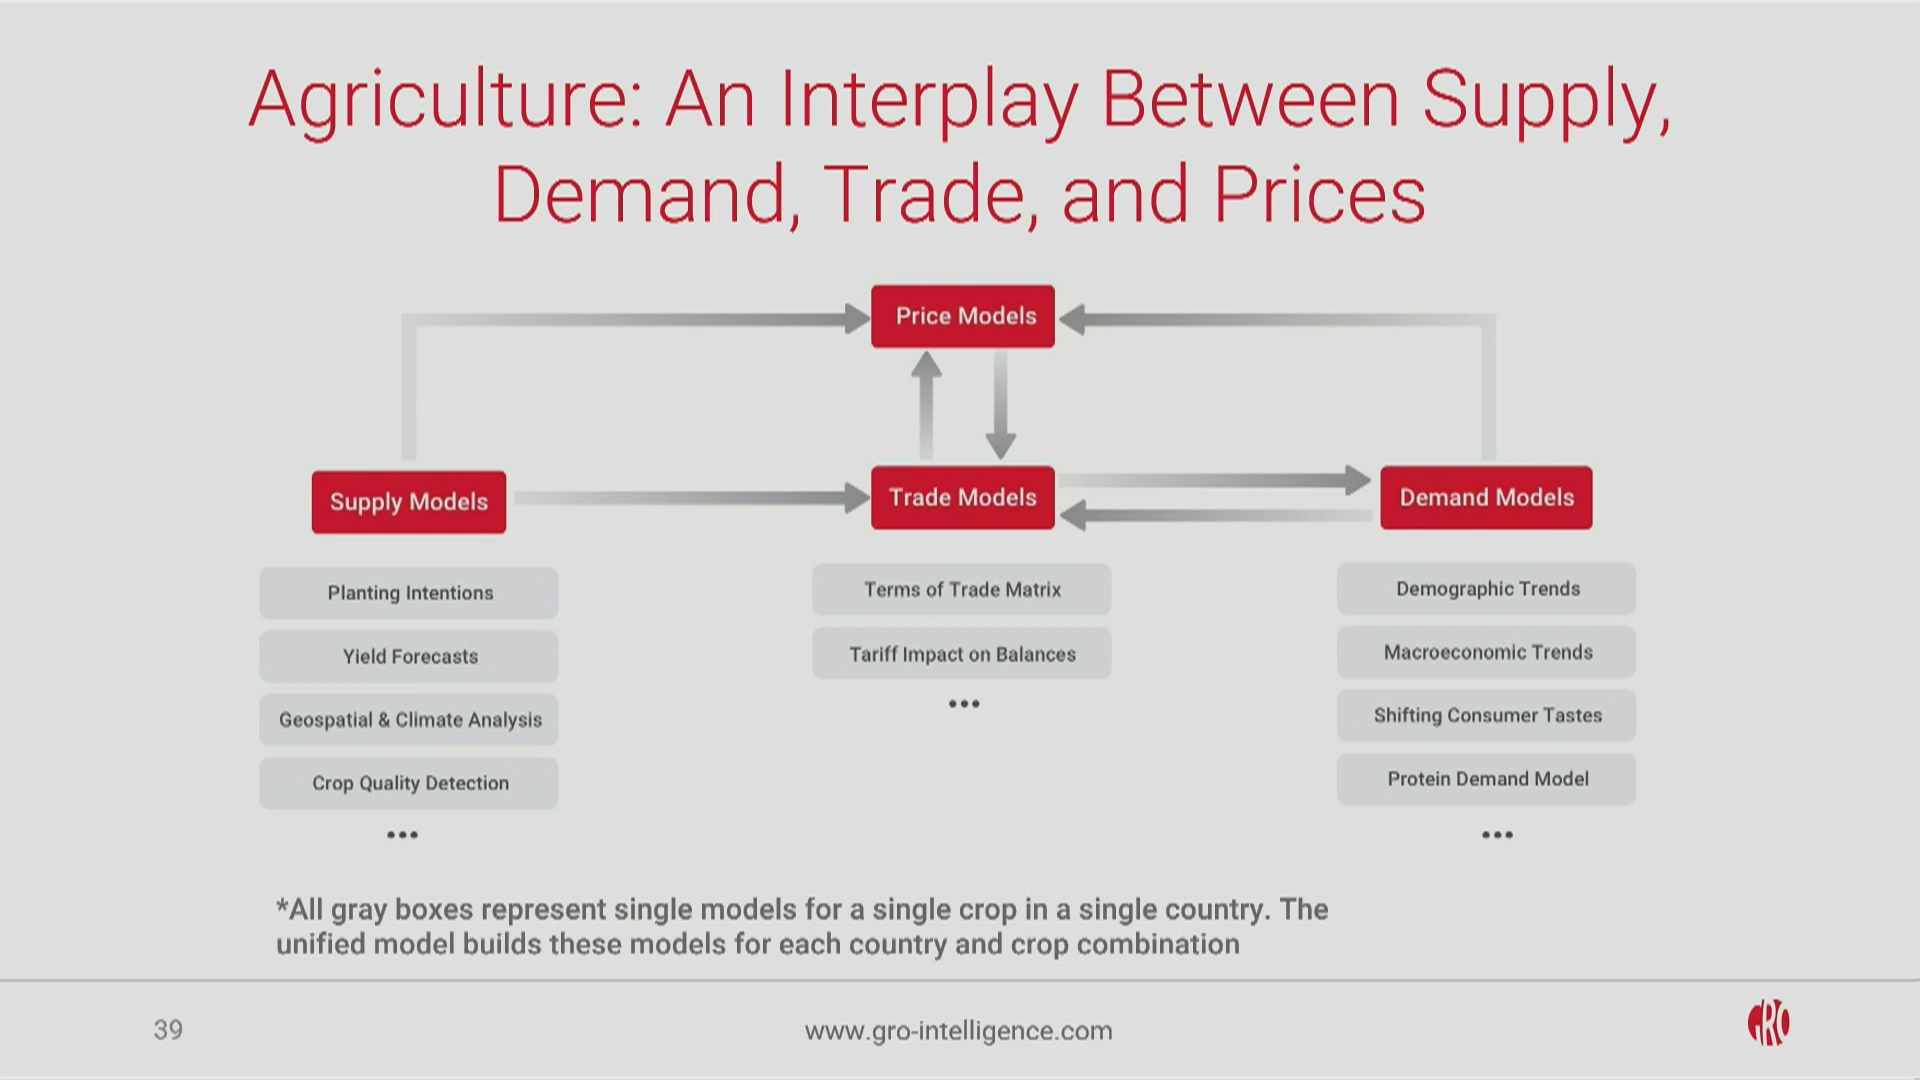 Agriculture: An Interplay Between Supply,
Demand, Trade, and Prices
Price Models
Supply Models
Trade Models
Demand Models
Planting Intentions
Yield Forecasts
Geospatial & Climate Analysis
Crop Quality Detection
•••
Terms of Trade Matrix
Tariff Impact on Balances
•••
Demographic Trends
Macroeconomic Trends
Shifting Consumer Tastes
Protein Demand Model
•••
*All gray boxes represent single models for a single crop in a single country. The
unified model builds these models for each country and crop combination
39
www.gro-intelligence.com
GRO